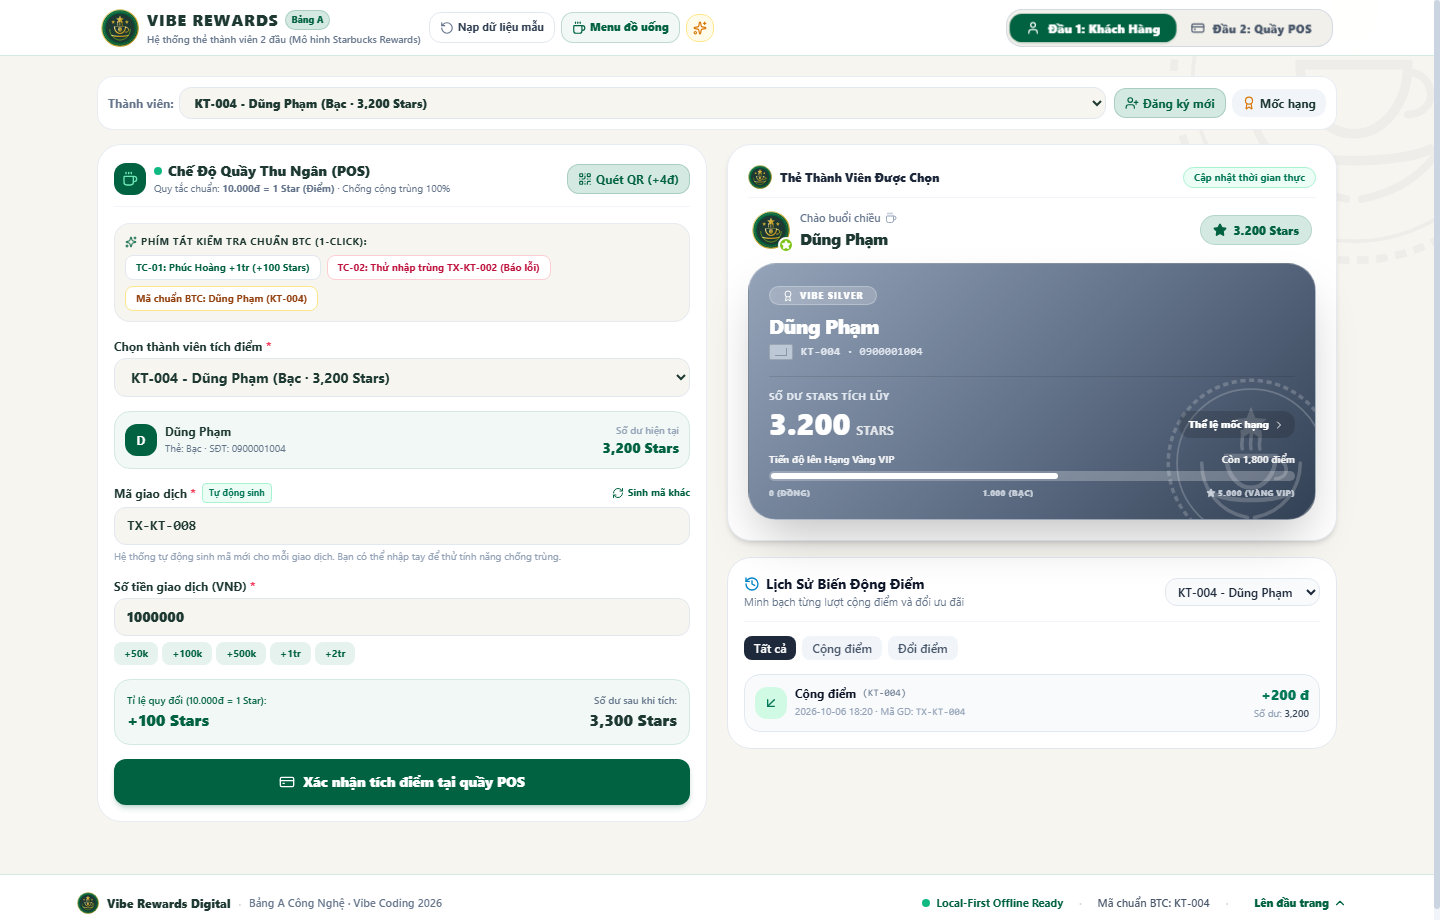 VIBE REWARDS Bảng A
Hệ thống thẻ thành viên 2 đầu (Mô hình Starbucks Rewards)
Nạp dữ liệu mẫu
Menu đồ uống
Đầu 1: Khách Hàng
Đầu 2: Quầy POS
Thành viên:
KT-004 - Dũng Phạm (Bạc · 3,200 Stars)
Đăng ký mới
Mốc hạng
Chế Độ Quầy Thu Ngân (POS)
Quy tắc chuẩn: 10.000đ = 1 Star (Điểm) · Chống cộng trùng 100%
Quét QR (+4đ)
PHÍM TẮT KIỂM TRA CHUẨN BTC (1-CLICK):
TC-01: Phúc Hoàng +1tr (+100 Stars)
TC-02: Thử nhập trùng TX-KT-002 (Báo lỗi)
Mã chuẩn BTC: Dũng Phạm (KT-004)
Chọn thành viên tích điểm *
KT-004 - Dũng Phạm (Bạc · 3,200 Stars)
D
Dũng Phạm
Thẻ: Bạc · SĐT: 0900001004
Số dư hiện tại
3,200 Stars
Mã giao dịch * Tự động sinh
Sinh mã khác
TX-KT-008
Hệ thống tự động sinh mã mới cho mỗi giao dịch. Bạn có thể nhập tay để thử tính năng chống trùng.
Số tiền giao dịch (VNĐ) *
1000000
+50k +100k +500k +1tr +2tr
Tỉ lệ quy đổi (10.000đ = 1 Star):
+100 Stars
Số dư sau khi tích:
3,300 Stars
Xác nhận tích điểm tại quầy POS
Thẻ Thành Viên Được Chọn
Cập nhật thời gian thực
Chào buổi chiều
Dũng Phạm
3.200 Stars
VIBE SILVER
Dũng Phạm
KT-004 · 0900001004
SỐ DƯ STARS TÍCH LŨY
3.200 STARS
Thể lệ mốc hạng
Tiến độ lên Hạng Vàng VIP
Còn 1,800 điểm
0 (ĐỒNG)
1.000 (BẠC)
5.000 (VÀNG VIP)
Lịch Sử Biến Động Điểm
Minh bạch từng lượt cộng điểm và đổi ưu đãi
KT-004 - Dũng Phạm
Tất cả
Cộng điểm
Đổi điểm
Cộng điểm (KT-004)
2026-10-06 18:20 · Mã GD: TX-KT-004
+200 đ
Số dư: 3,200
Vibe Rewards Digital · Bảng A Công Nghệ · Vibe Coding 2026
Local-First Offline Ready · Mã chuẩn BTC: KT-004 · Lên đầu trang